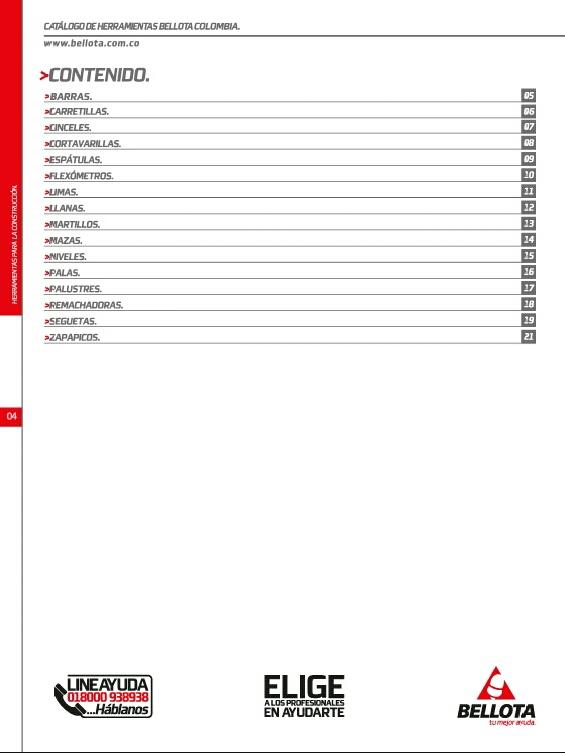 CATÁLOGO DE HERRAMIENTAS BELLOTA COLOMBIA.
www.bellota.com.co
>CONTENIDO.
>BARRAS. 05
>CARRETILLAS. 06
>CINCELES. 07
>CORTAVARILLAS. 08
>ESPÁTULAS. 09
>FLEXÓMETROS. 10
>LIMAS. 11
>LLANAS. 12
>MARTILLOS. 13
>MAZAS. 14
>NIVELES. 15
>PALAS. 16
>PALUSTRES. 17
>REMACHADORAS. 18
>SEGUETAS. 19
>ZAPAPICOS. 21
HERRAMIENTAS PARA LA CONSTRUCCIÓN.
04
LINEAYUDA
018000 938938
...Háblanos
ELIGE
A LOS PROFESIONALES
EN AYUDARTE
BELLOTA
tu mejor ayuda.